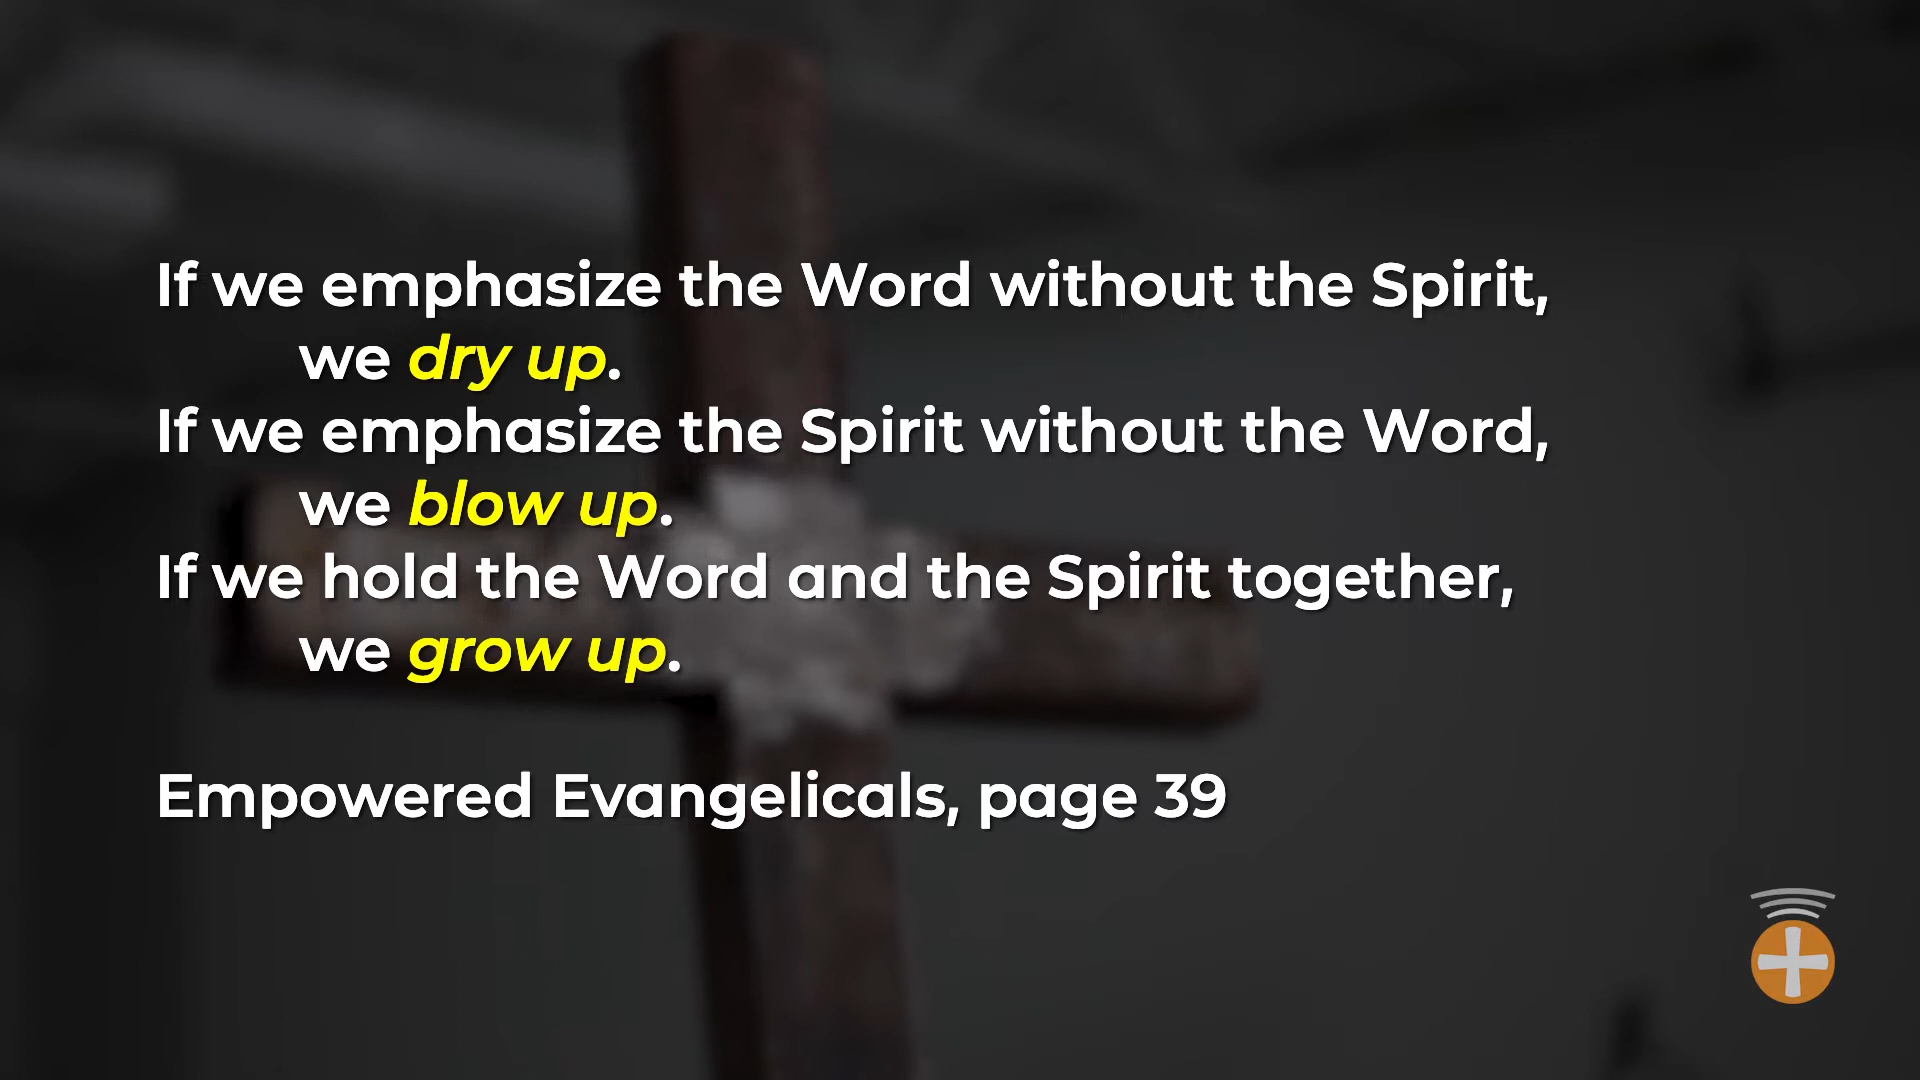 If we emphasize the Word without the Spirit,
we dry up.
If we emphasize the Spirit without the Word,
we blow up.
If we hold the Word and the Spirit together,
we grow up.
Empowered Evangelicals, page 39